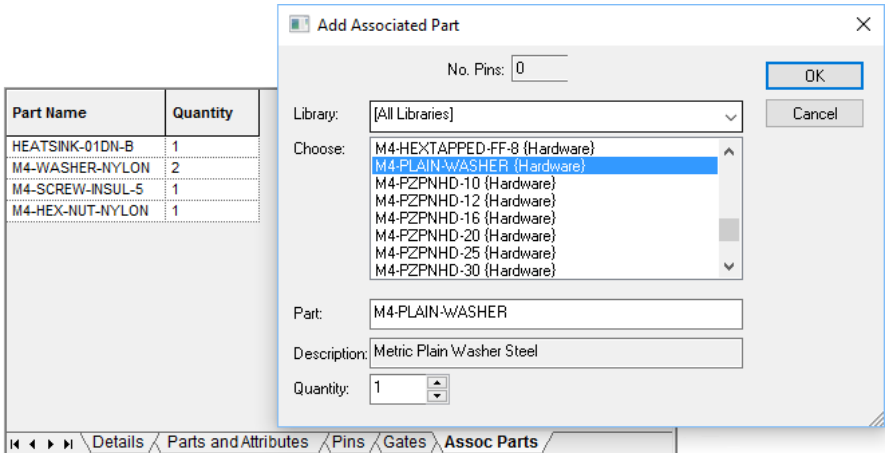 Add Associated Part
No. Pins: 0
OK
Library: [All Libraries]
Cancel
Choose: M4-HEXTAPPED-FF-8 {Hardware}
M4-PLAIN-WASHER {Hardware}
M4-PZPNHD-10 {Hardware}
M4-PZPNHD-12 {Hardware}
M4-PZPNHD-16 {Hardware}
M4-PZPNHD-20 {Hardware}
M4-PZPNHD-25 {Hardware}
M4-PZPNHD-30 {Hardware}
Part: M4-PLAIN-WASHER
Description: Metric Plain Washer Steel
Quantity: 1
Part Name Quantity
HEATSINK-01DN-B 1
M4-WASHER-NYLON 2
M4-SCREW-INSUL-5 1
M4-HEX-NUT-NYLON 1
Details Parts and Attributes Pins Gates Assoc Parts